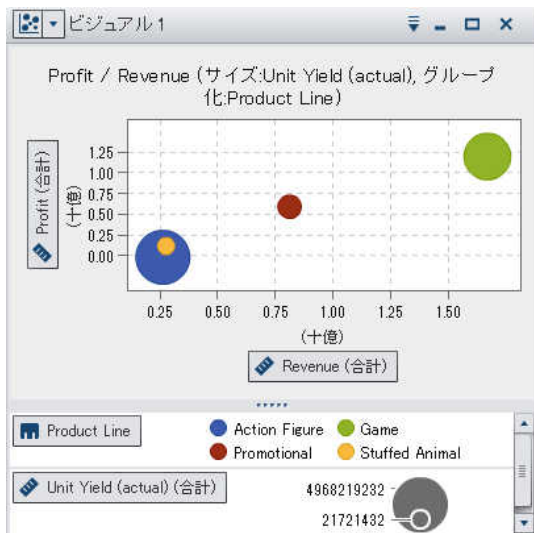 ビジュアル 1
Profit / Revenue (サイズ:Unit Yield (actual), グループ
化:Product Line)
Profit (合計)
(十億)
1.25
1.00
0.75
0.50
0.25
0.00
0.25 0.50 0.75 1.00 1.25 1.50
(十億)
Revenue (合計)
Product Line
Action Figure
Game
Promotional
Stuffed Animal
Unit Yield (actual) (合計)
4968219232
21721432